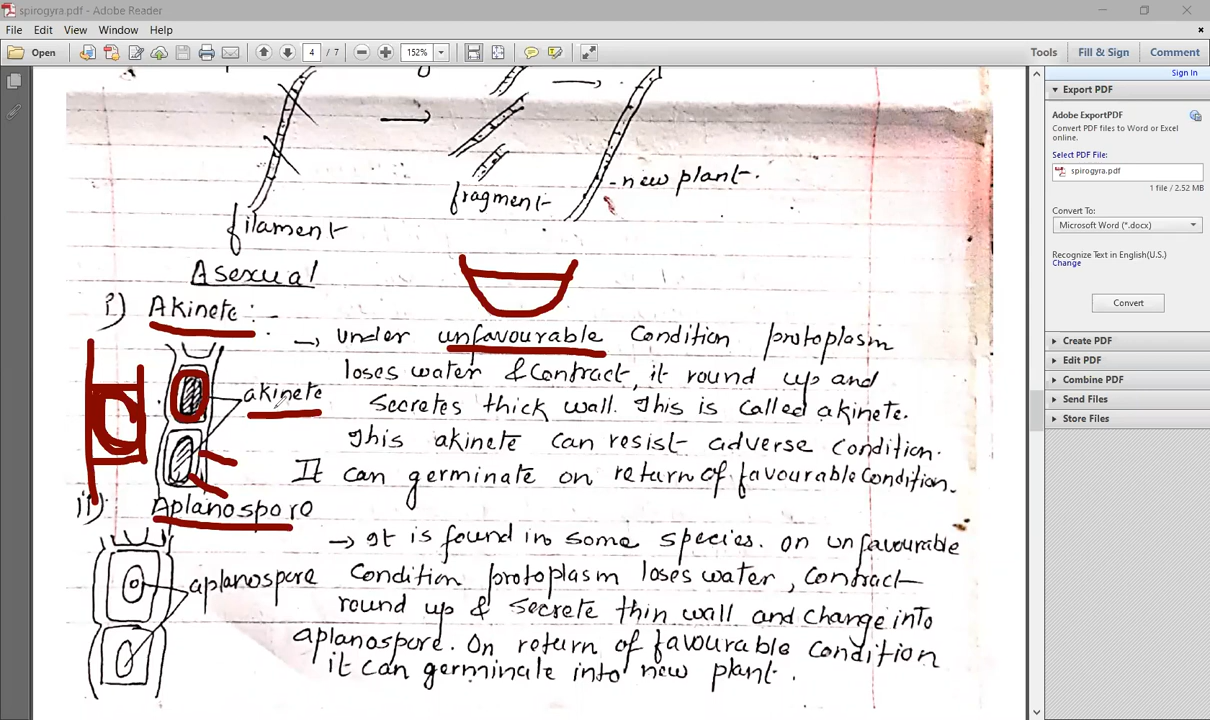 spirogyra.pdf - Adobe Reader
File Edit View Window Help
Open 4 / 7 152% Tools Fill & Sign Comment
Sign In
Export PDF
Adobe ExportPDF
Convert PDF files to Word or Excel
online.
Select PDF File:
spirogyra.pdf
1 file / 2.52 MB
Convert To:
Microsoft Word (*.docx)
Recognize Text in English(U.S.)
Change
Convert
Create PDF
Edit PDF
Combine PDF
Send Files
Store Files
filament
fragment
new plant.
Asexual
i) Akinete :-
→ under unfavourable Condition protoplasm
loses water & Contract, it round up and
Secretes thick wall. This is called akinete.
This akinete can resist adverse condition.
It can germinate on return of favourable Condition.
akinete
ii) Aplanospore
→ It is found in some species. on unfavourable
Condition protoplasm loses water, Contract
round up & secrete thin wall and change into
aplanospore. On return of favourable condition
it can germinate into new plant.
aplanospore